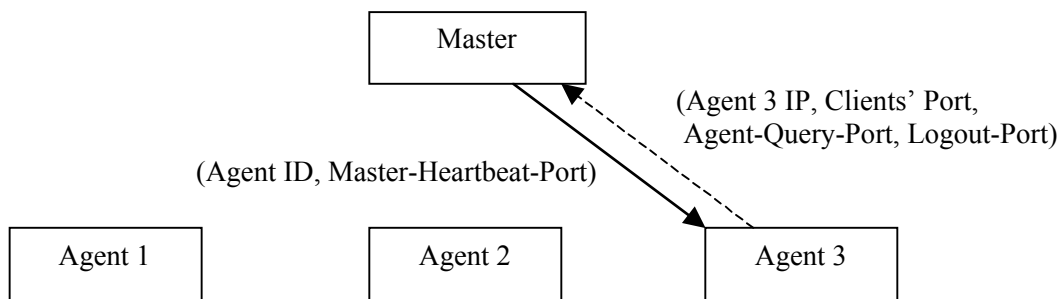 Master
(Agent 3 IP, Clients’ Port,
Agent-Query-Port, Logout-Port)
(Agent ID, Master-Heartbeat-Port)
Agent 1
Agent 2
Agent 3